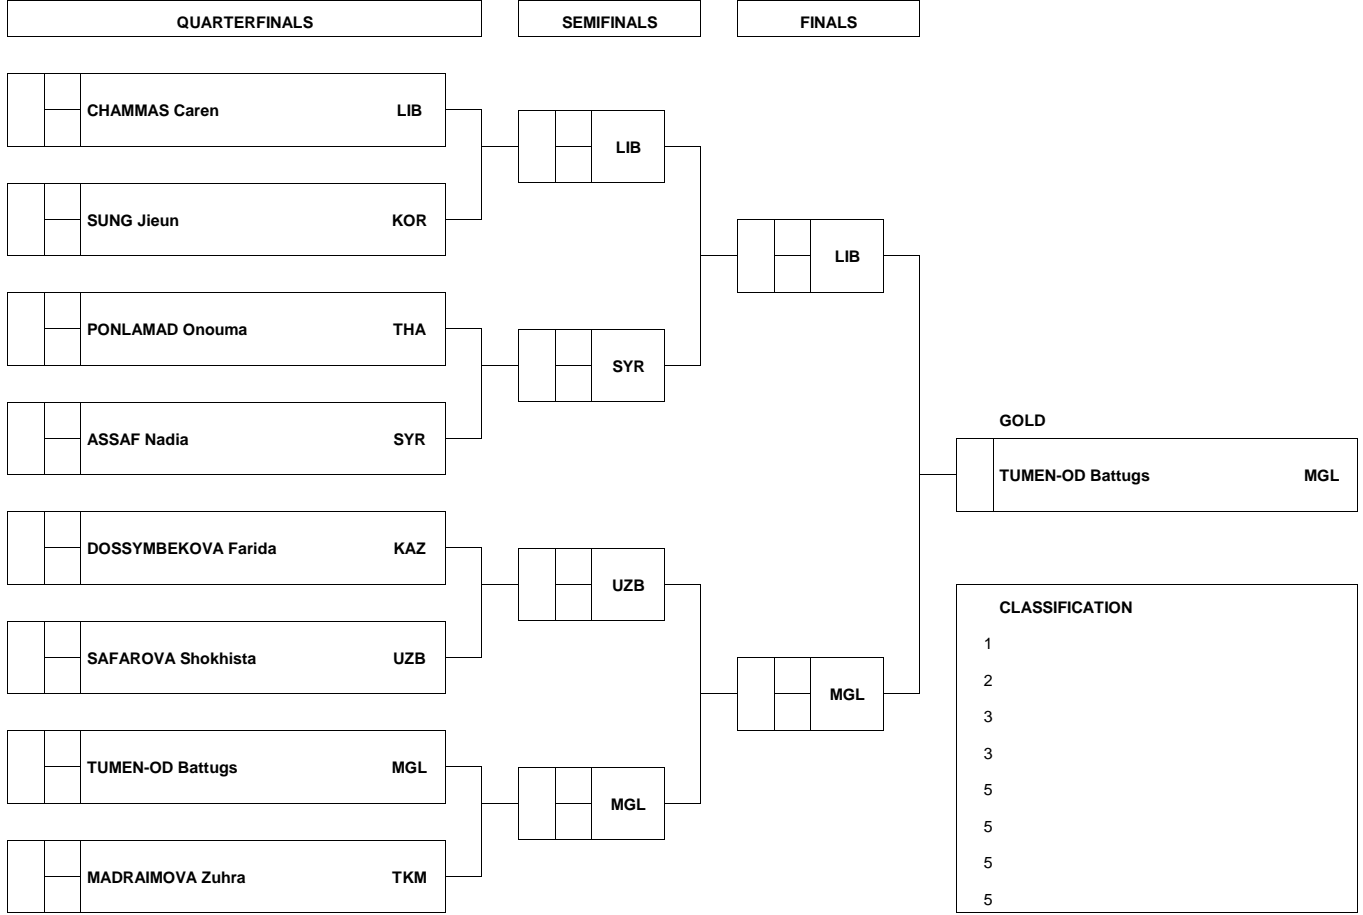 QUARTERFINALS SEMIFINALS FINALS
CHAMMAS Caren LIB
LIB
SUNG Jieun KOR
LIB
PONLAMAD Onouma THA
SYR
ASSAF Nadia SYR
GOLD
TUMEN-OD Battugs MGL
DOSSYMBEKOVA Farida KAZ
UZB
SAFAROVA Shokhista UZB
MGL
TUMEN-OD Battugs MGL
MGL
MADRAIMOVA Zuhra TKM
CLASSIFICATION
1
2
3
3
5
5
5
5